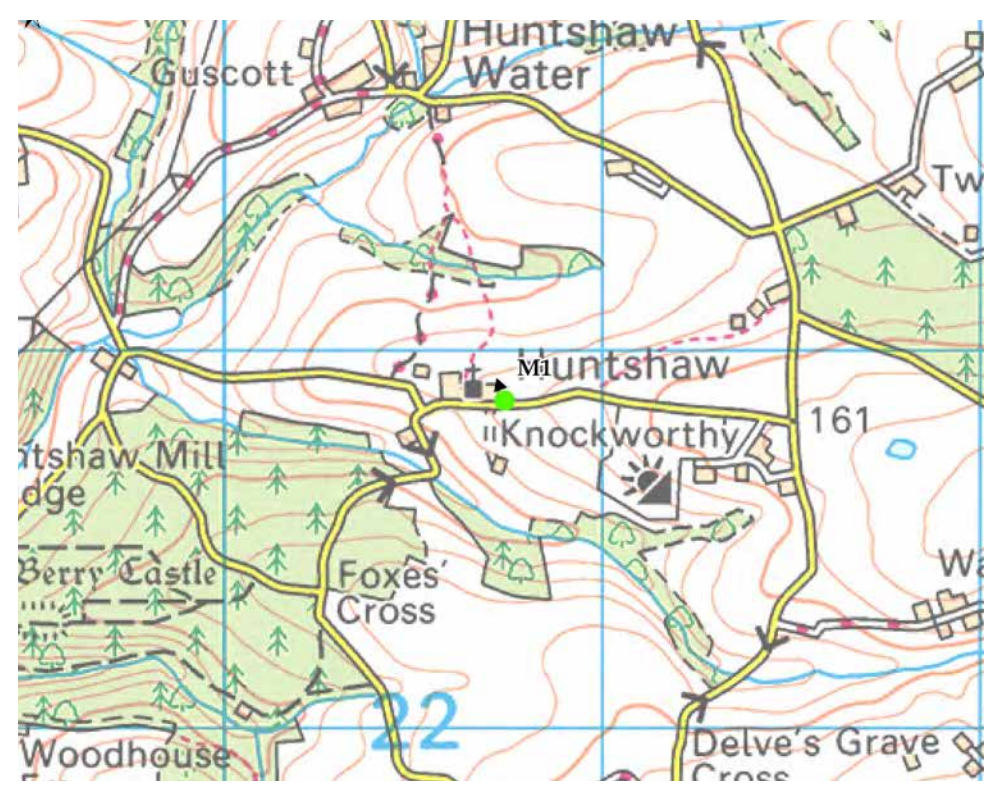 Huntshaw
Water
Guscott
Tw
M1
Huntshaw
161
Knockworthy
ntshaw Mill
dge
Berry Castle
Foxes'
Cross
Wa
22
Woodhouse
Delve's Grave
Cross